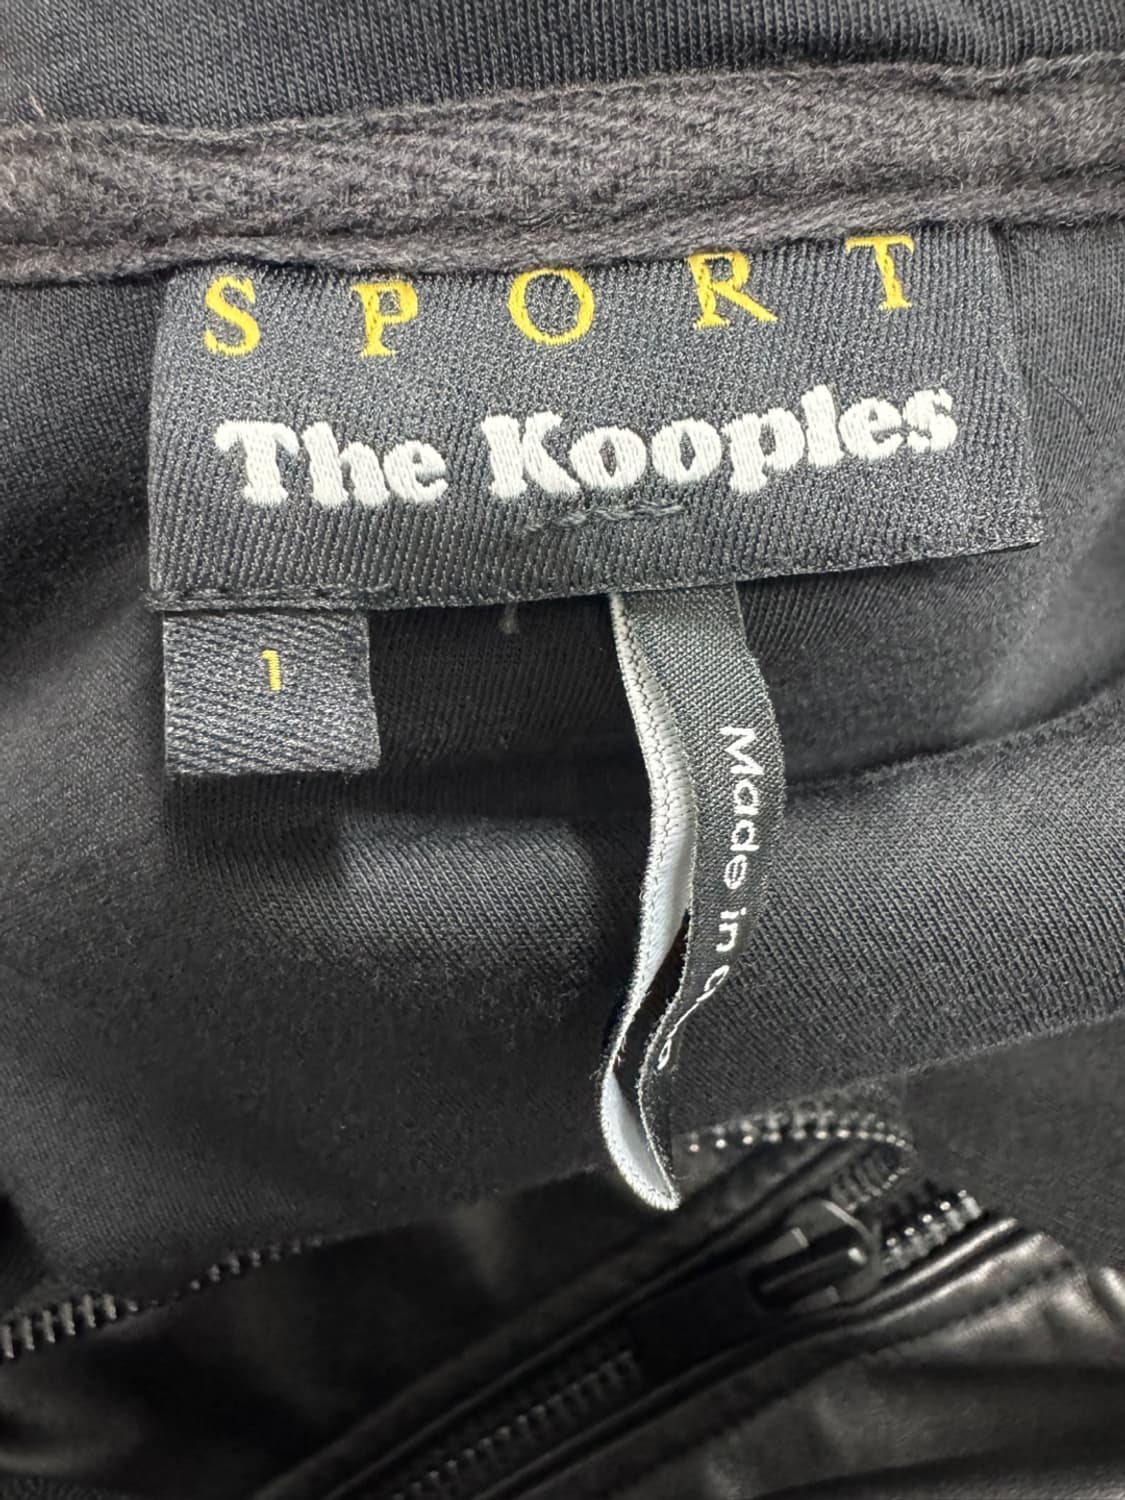 SPORT
The Kooples
1
Made in